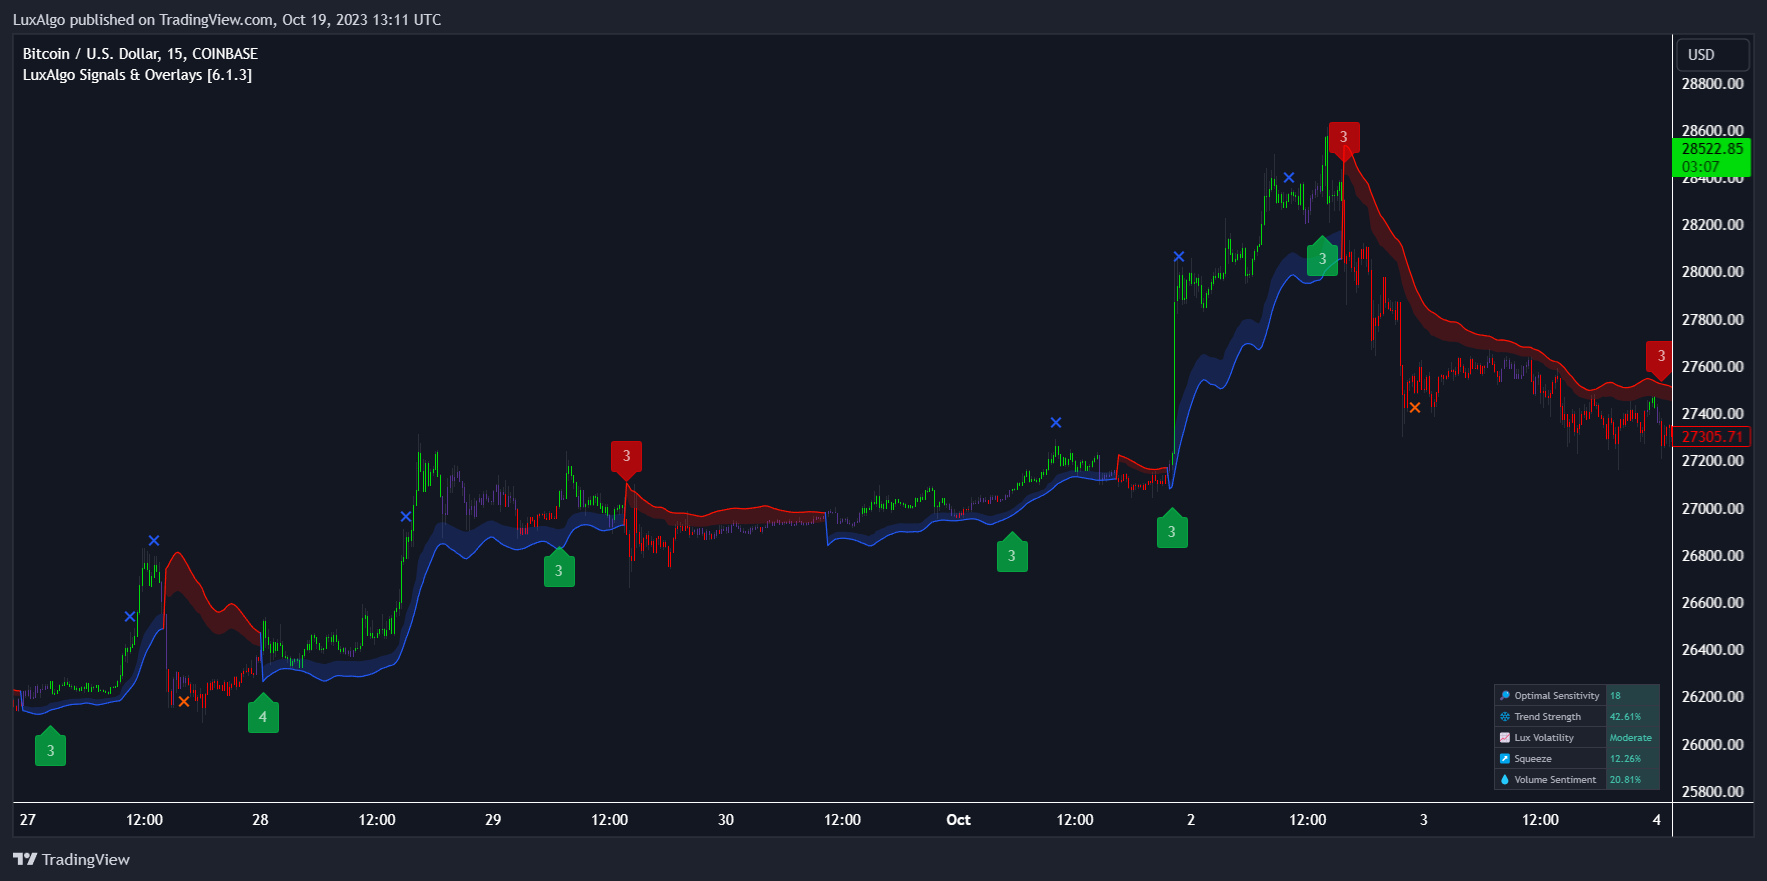 LuxAlgo published on TradingView.com, Oct 19, 2023 13:11 UTC
Bitcoin / U.S. Dollar, 15, COINBASE
LuxAlgo Signals & Overlays [6.1.3]
USD
28800.00
28600.00
28522.85
03:07
28400.00
28200.00
28000.00
27800.00
27600.00
27400.00
27305.71
27200.00
27000.00
26800.00
26600.00
26400.00
26200.00
26000.00
25800.00
3
3
3
3
3
3
3
3
4
3
Optimal Sensitivity 18
Trend Strength 42.61%
Lux Volatility Moderate
Squeeze 12.26%
Volume Sentiment 20.81%
27 12:00 28 12:00 29 12:00 30 12:00 Oct 12:00 2 12:00 3 12:00 4
TradingView